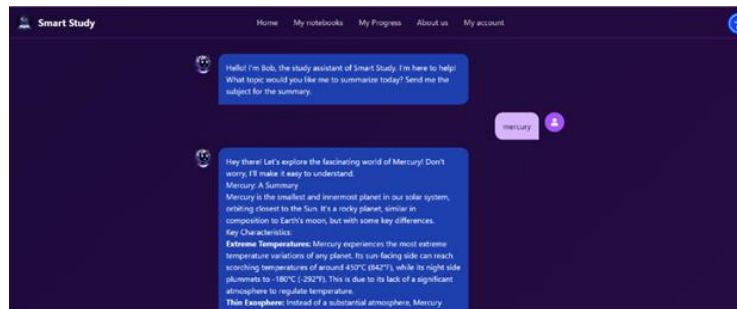 Smart Study Home My notebooks My Progress About us My account
Hello! I'm Bob, the study assistant of Smart Study. I'm here to help!
What topic would you like me to summarize today? Send me the
subject for the summary.
mercury
Hey there! Let's explore the fascinating world of Mercury! Don't
worry, I'll make it easy to understand.
Mercury: A Summary
Mercury is the smallest and innermost planet in our solar system,
orbiting closest to the Sun. It's a rocky planet, similar in
composition to Earth's moon, but with some key differences.
Key Characteristics:
Extreme Temperatures: Mercury experiences the most extreme
temperature variations of any planet. Its sun-facing side can reach
scorching temperatures of around 450°C (842°F), while its night side
plummets to -180°C (-292°F). This is due to its lack of a significant
atmosphere to regulate temperature.
Thin Exosphere: Instead of a substantial atmosphere, Mercury